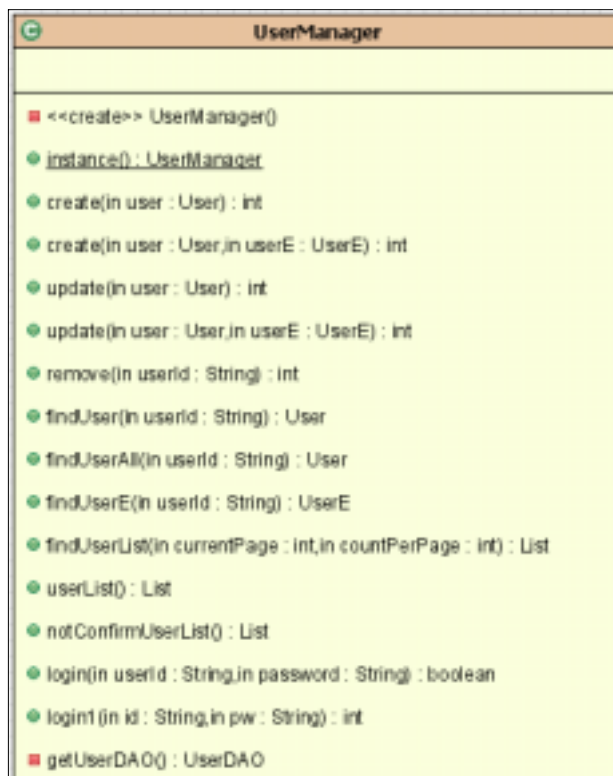 C UserManager
<<create>> UserManager()
instance() : UserManager
create(in user : User) : int
create(in user : User,in userE : UserE) : int
update(in user : User) : int
update(in user : User,in userE : UserE) : int
remove(in userId : String) : int
findUser(in userId : String) : User
findUserAll(in userId : String) : User
findUserE(in userId : String) : UserE
findUserList(in currentPage : int,in countPerPage : int) : List
userList() : List
notConfirmUserList() : List
login(in userId : String,in password : String) : boolean
login1(in id : String,in pw : String) : int
getUserDAO() : UserDAO